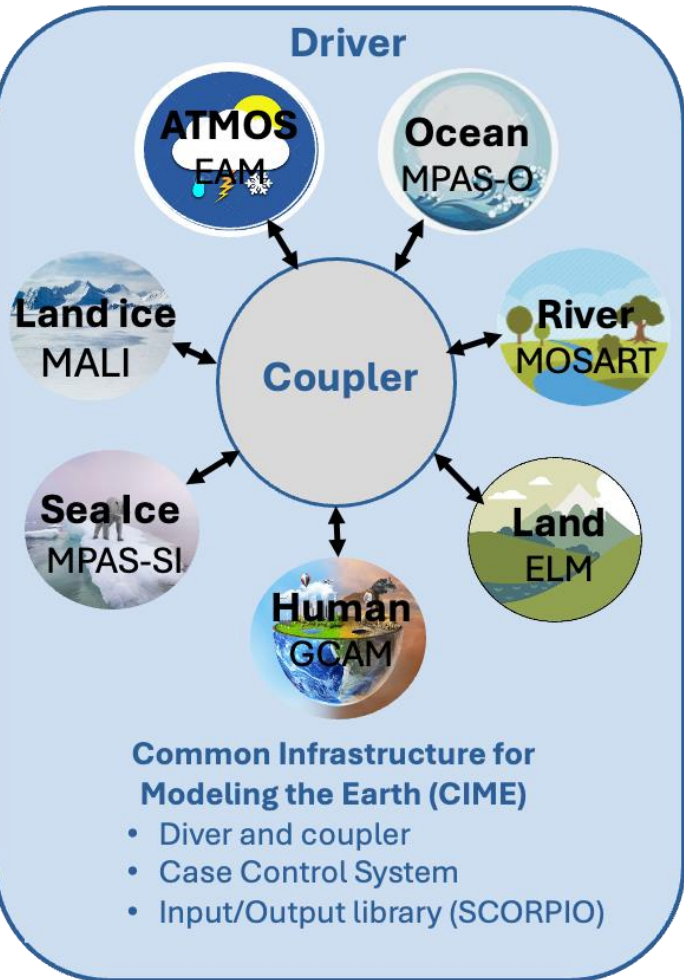 Driver
ATMOS
EAM
Ocean
MPAS-O
Land ice
MALI
River
MOSART
Coupler
Sea Ice
MPAS-SI
Land
ELM
Human
GCAM
Common Infrastructure for
Modeling the Earth (CIME)
• Diver and coupler
• Case Control System
• Input/Output library (SCORPIO)